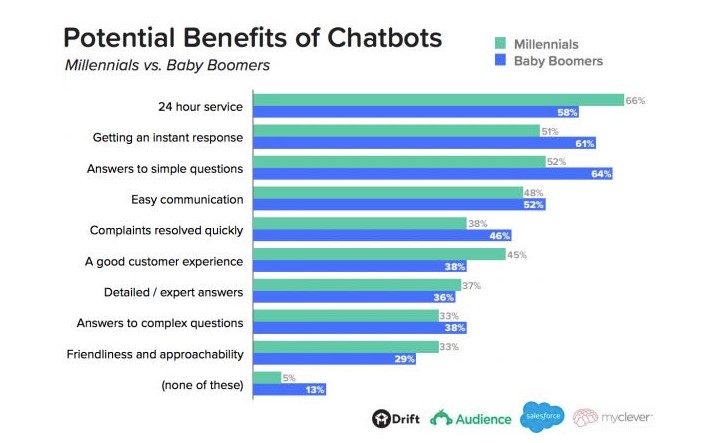 Potential Benefits of Chatbots
Millennials vs. Baby Boomers
Millennials
Baby Boomers
24 hour service 66%
58%
Getting an instant response 51%
61%
Answers to simple questions 52%
64%
Easy communication 48%
52%
Complaints resolved quickly 38%
46%
A good customer experience 45%
38%
Detailed / expert answers 37%
36%
Answers to complex questions 33%
38%
Friendliness and approachability 33%
29%
(none of these) 5%
13%
Drift Audience salesforce myclever